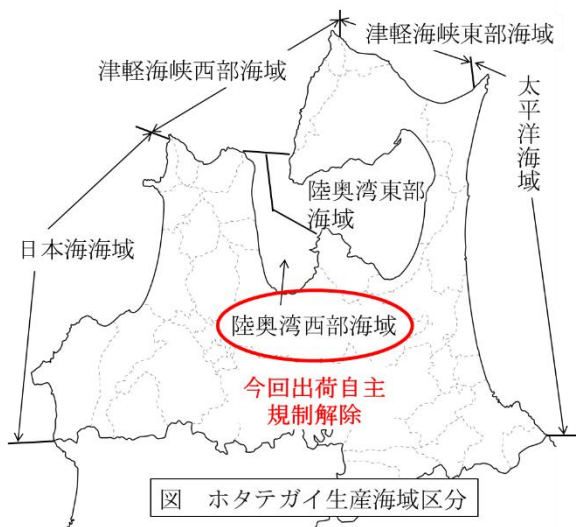 津軽海峡東部海域
津軽海峡西部海域
太平洋海域
陸奥湾東部
海域
日本海海域
陸奥湾西部海域
今回出荷自主
規制解除
図　ホタテガイ生産海域区分